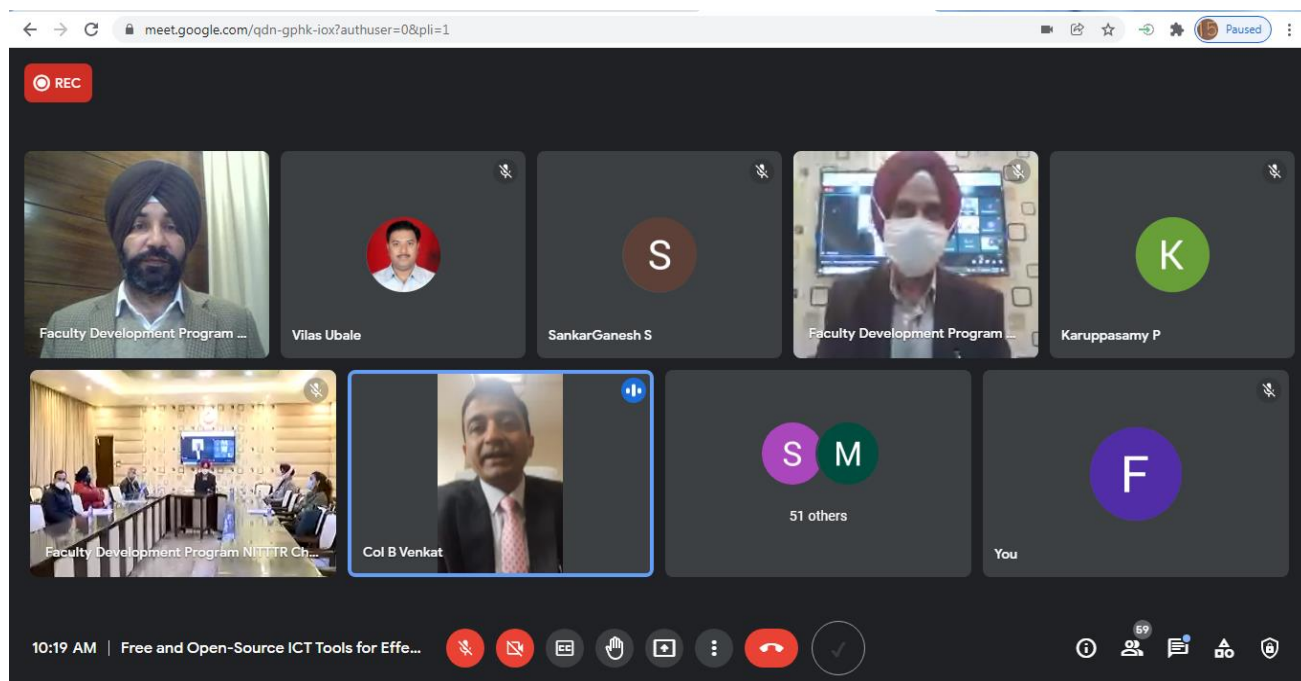 meet.google.com/qdn-gphk-iox?authuser=0&pli=1
Paused
REC
Faculty Development Program ...
Vilas Ubale
S
SankarGanesh S
Faculty Development Program ...
K
Karuppasamy P
Faculty Development Program NITTTR Ch...
Col B Venkat
S M
51 others
F
You
10:19 AM | Free and Open-Source ICT Tools for Effe...
CC
59